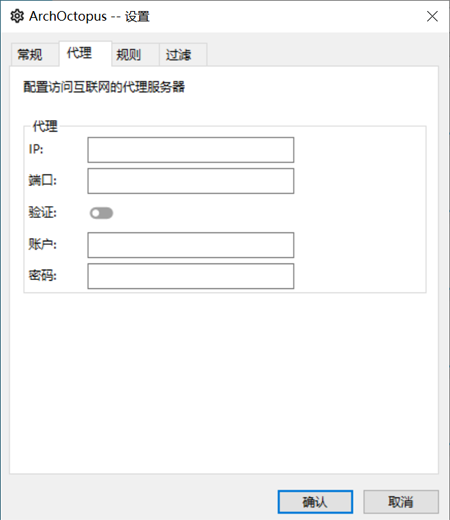 ArchOctopus -- 设置
常规 代理 规则 过滤
配置访问互联网的代理服务器
代理
IP:
端口:
验证:
账户:
密码:
确认 取消